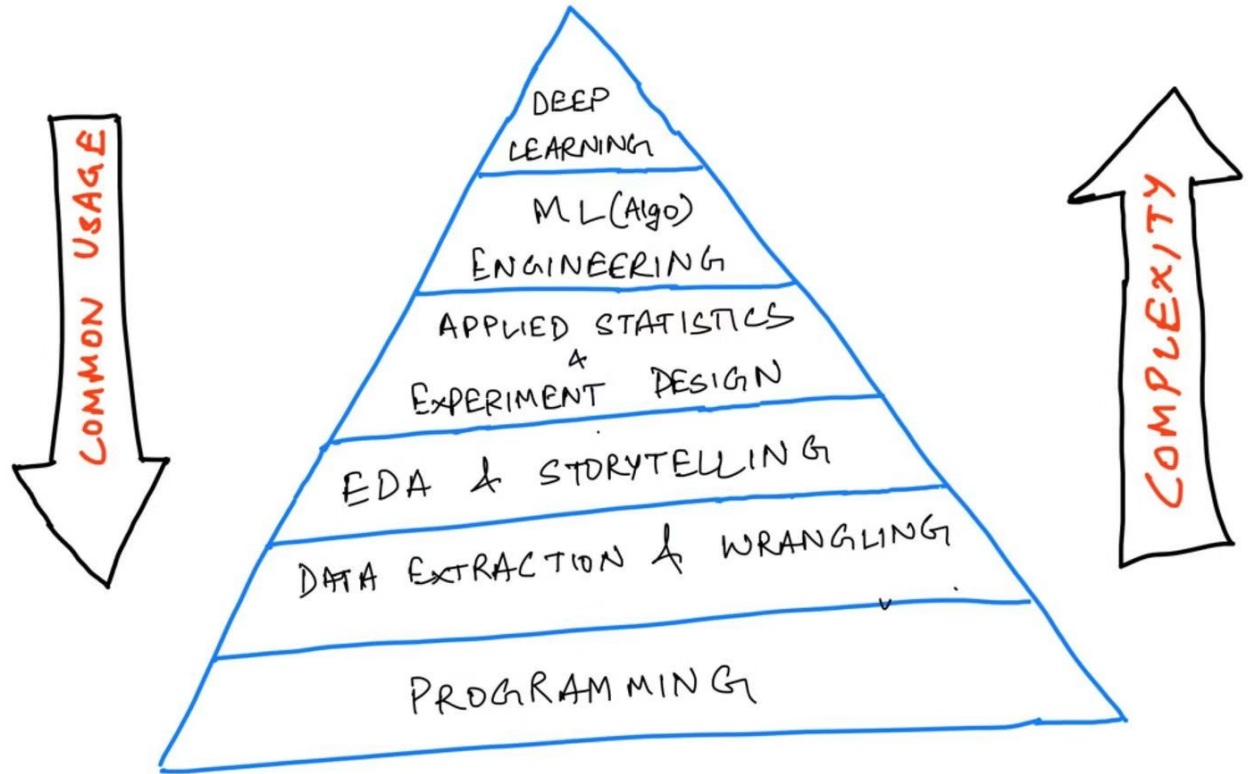 DEEP
LEARNING
ML(Algo)
ENGINEERING
APPLIED STATISTICS
&
EXPERIMENT DESIGN
EDA & STORYTELLING
DATA EXTRACTION & WRANGLING
PROGRAMMING
COMMON USAGE
COMPLEXITY